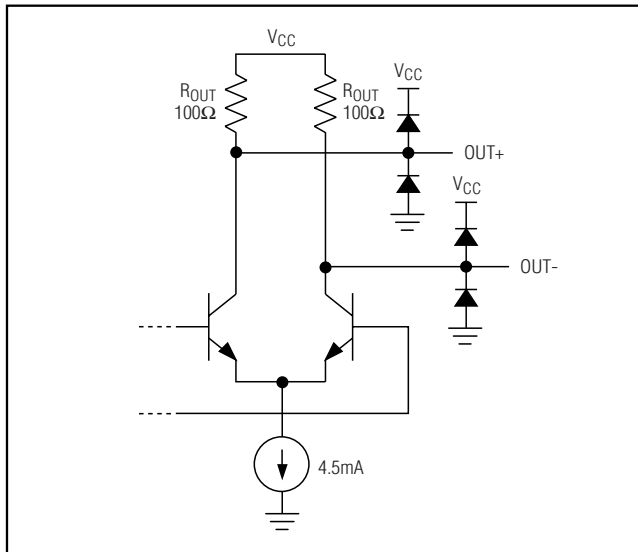 VCC
ROUT
100Ω
ROUT
100Ω
VCC
OUT+
VCC
OUT-
4.5mA